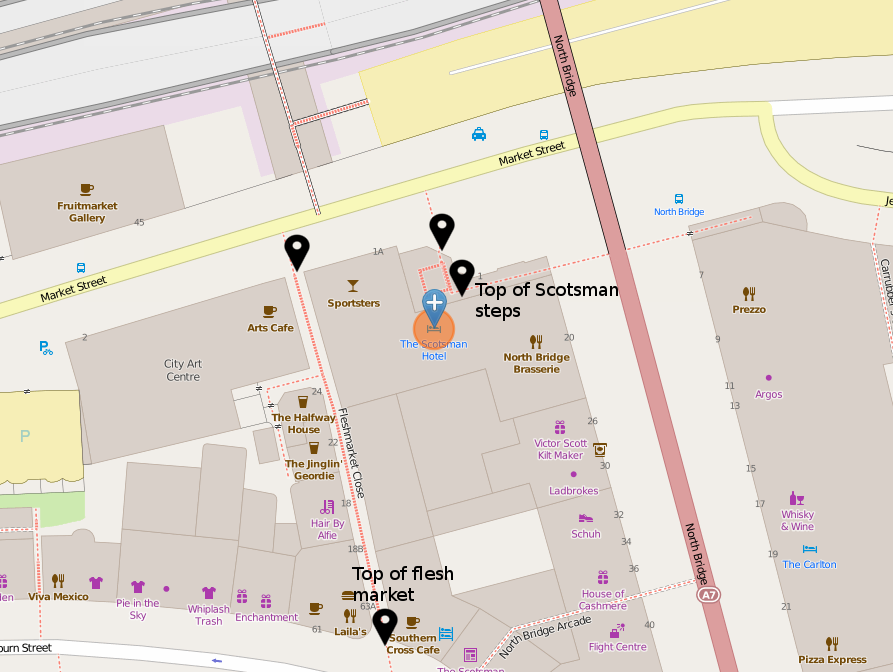 North Bridge
Market Street
Fruitmarket
Gallery
45
North Bridge
Je
Market Street
1A
1
Top of Scotsman
steps
Carrubber
7
Sportsters
Prezzo
Arts Cafe
2
The Scotsman
Hotel
20
9
North Bridge
Brasserie
City Art
Centre
11
Argos
13
24
The Halfway
House
Fleshmarket Close
26
P
22
Victor Scott
Kilt Maker
30
The Jinglin'
Geordie
15
Ladbrokes
18
17
Hair By
Alfie
32
Schuh
Whisky
& Wine
34
18B
North Bridge
19
The Carlton
36
Top of flesh
market
A7
len
Viva Mexico
Pie in the
Sky
Whiplash
Trash
Enchantment
63A
61
Laila's
House of
Cashmere
21
Southern
Cross Cafe
North Bridge Arcade
40
Flight Centre
burn Street
Pizza Express
The Scotsman